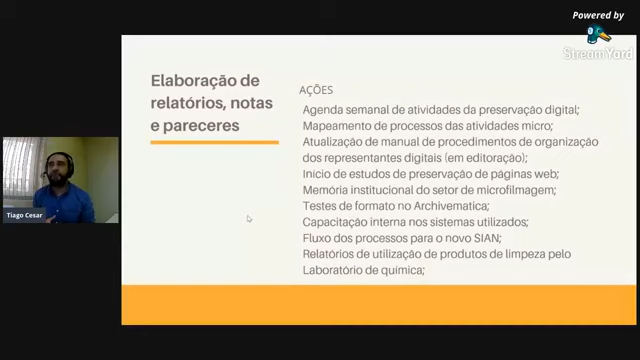 Powered by
StreamYard
Elaboração de
relatórios, notas
e pareceres
AÇÕES
Agenda semanal de atividades da preservação digital;
Mapeamento de processos das atividades micro;
Atualização de manual de procedimentos de organização
dos representantes digitais (em editoração);
Início de estudos de preservação de páginas web;
Memória institucional do setor de microfilmagem;
Testes de formato no Archivematica;
Capacitação interna nos sistemas utilizados;
Fluxo dos processos para o novo SIAN;
Relatórios de utilização de produtos de limpeza pelo
Laboratório de química;
Tiago Cesar